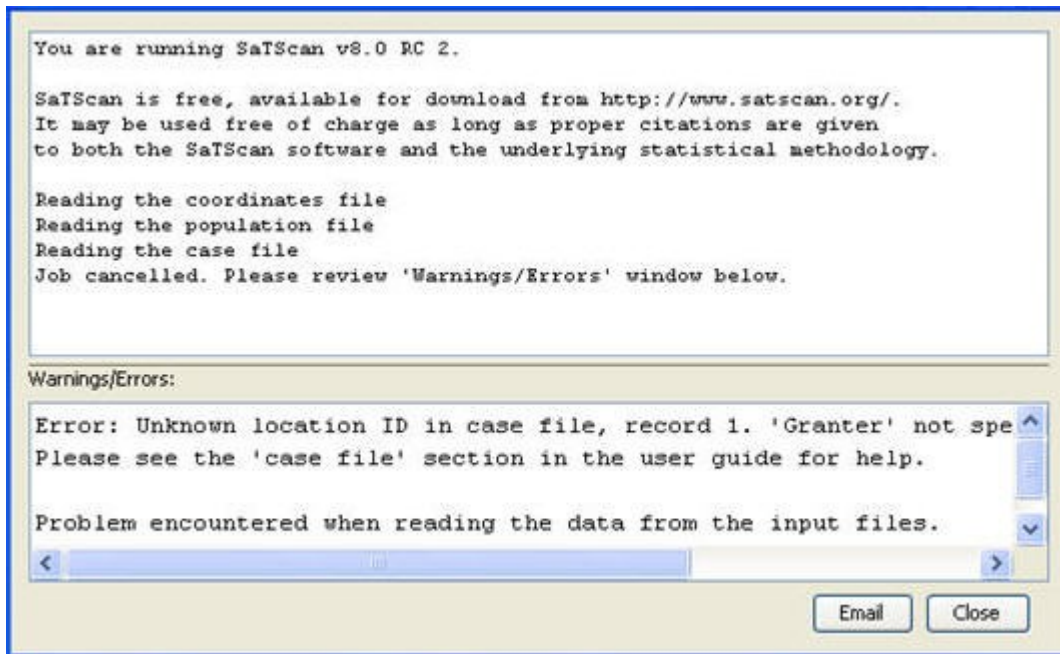 You are running SaTScan v8.0 RC 2.
SaTScan is free, available for download from http://www.satscan.org/.
It may be used free of charge as long as proper citations are given
to both the SaTScan software and the underlying statistical methodology.
Reading the coordinates file
Reading the population file
Reading the case file
Job cancelled. Please review 'Warnings/Errors' window below.
Warnings/Errors:
Error: Unknown location ID in case file, record 1. 'Granter' not spe
Please see the 'case file' section in the user guide for help.
Problem encountered when reading the data from the input files.
Email Close